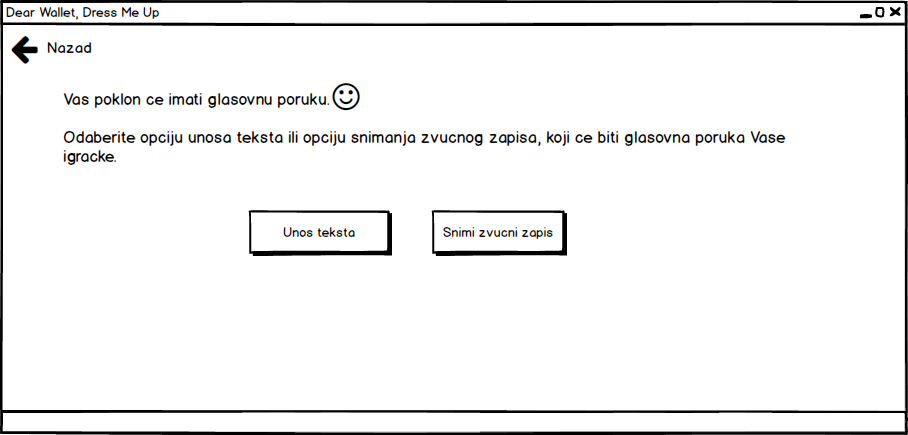 Dear Wallet, Dress Me Up
Nazad
Vas poklon ce imati glasovnu poruku.
Odaberite opciju unosa teksta ili opciju snimanja zvucnog zapisa, koji ce biti glasovna poruka Vase
igracke.
Unos teksta
Snimi zvucni zapis